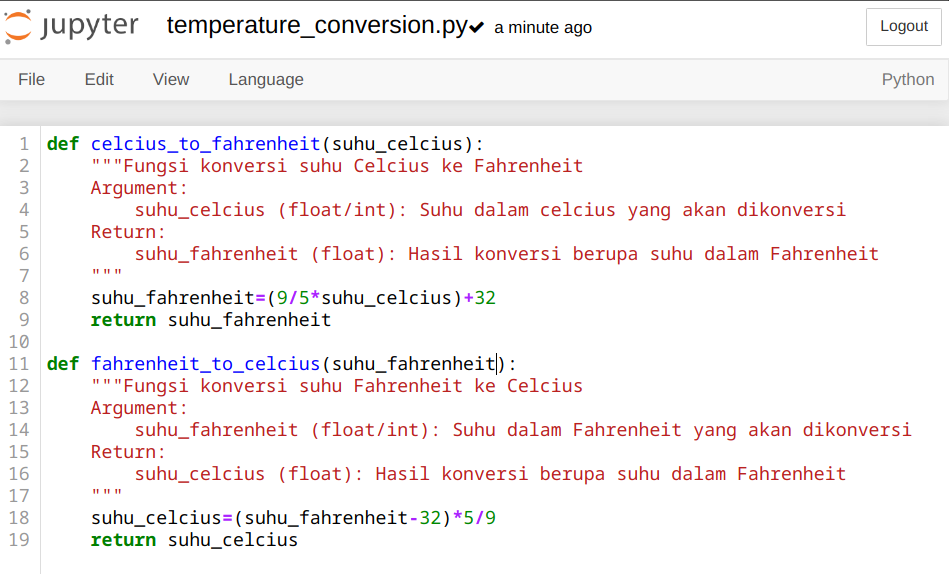 jupyter temperature_conversion.py✔ a minute ago Logout
File Edit View Language Python
1 def celcius_to_fahrenheit(suhu_celcius):
2     """Fungsi konversi suhu Celcius ke Fahrenheit
3     Argument:
4         suhu_celcius (float/int): Suhu dalam celcius yang akan dikonversi
5     Return:
6         suhu_fahrenheit (float): Hasil konversi berupa suhu dalam Fahrenheit
7     """
8     suhu_fahrenheit=(9/5*suhu_celcius)+32
9     return suhu_fahrenheit
10
11 def fahrenheit_to_celcius(suhu_fahrenheit):
12     """Fungsi konversi suhu Fahrenheit ke Celcius
13     Argument:
14         suhu_fahrenheit (float/int): Suhu dalam Fahrenheit yang akan dikonversi
15     Return:
16         suhu_celcius (float): Hasil konversi berupa suhu dalam Fahrenheit
17     """
18     suhu_celcius=(suhu_fahrenheit-32)*5/9
19     return suhu_celcius